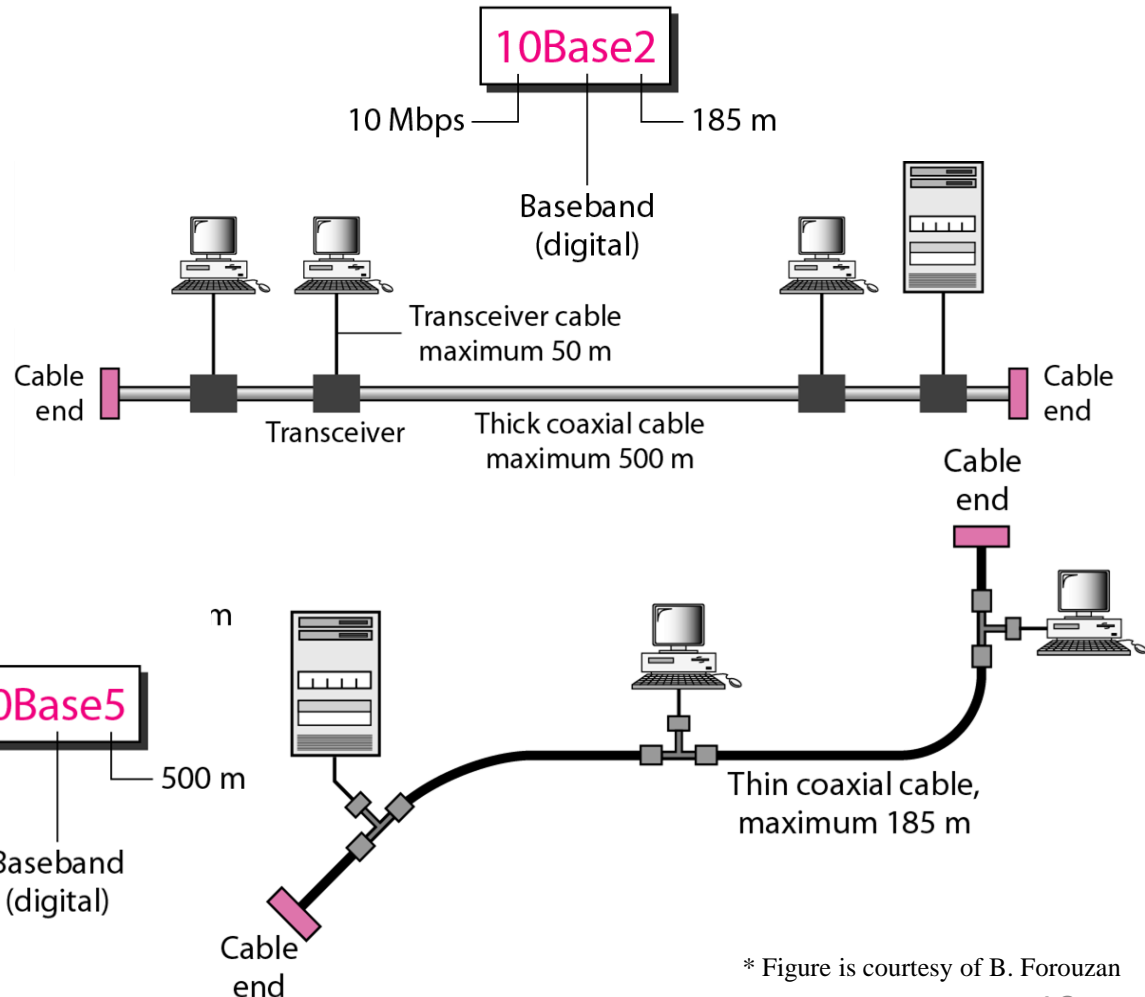 10Base2
10 Mbps
185 m
Baseband
(digital)
Transceiver cable
maximum 50 m
Cable
end
Cable
end
Transceiver
Thick coaxial cable
maximum 500 m
Cable
end
0Base5
500 m
Baseband
(digital)
Thin coaxial cable,
maximum 185 m
Cable
end
* Figure is courtesy of B. Forouzan